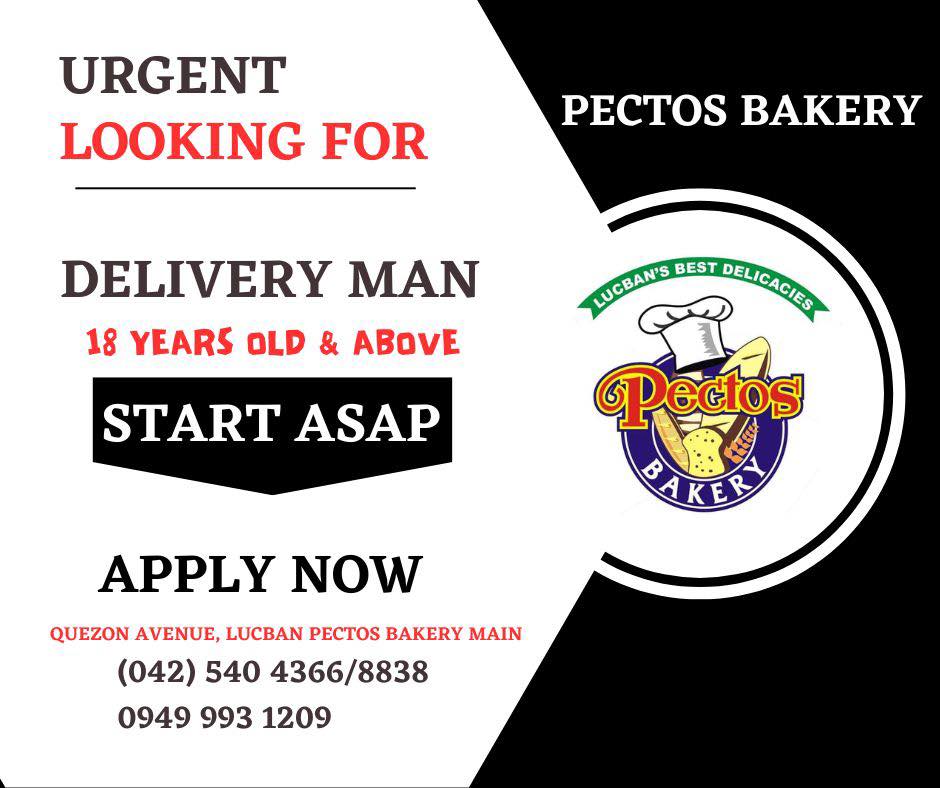 URGENT
LOOKING FOR
DELIVERY MAN
18 YEARS OLD & ABOVE
START ASAP
APPLY NOW
QUEZON AVENUE, LUCBAN PECTOS BAKERY MAIN
(042) 540 4366/8838
0949 993 1209
PECTOS BAKERY
LUCBAN'S BEST DELICACIES
Pectos
BAKERY